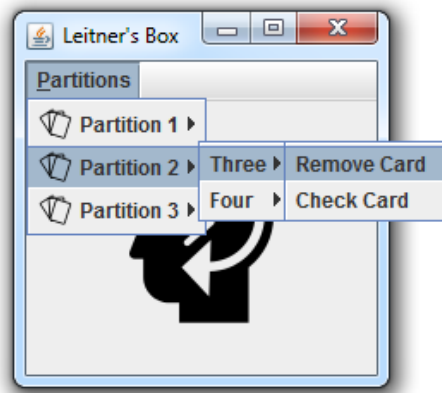 Leitner's Box
Partitions
Partition 1
Partition 2 Three Remove Card
Four Check Card
Partition 3